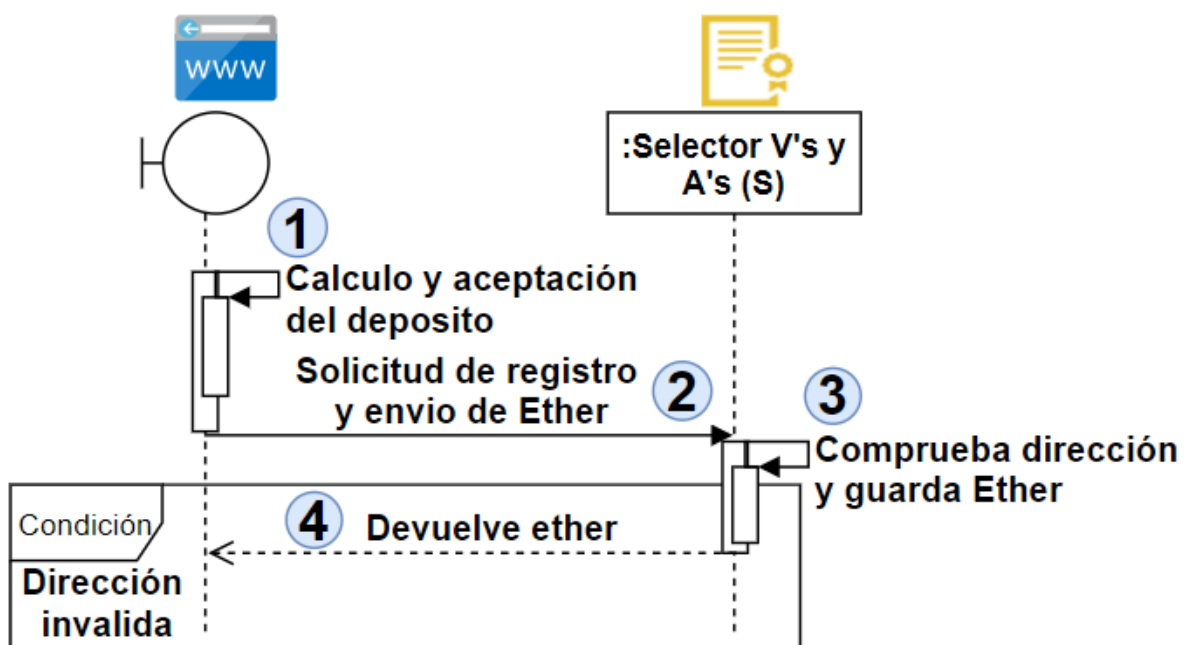 WWW
:Selector V's y
A's (S)
1
Calculo y aceptación
del deposito
Solicitud de registro
y envio de Ether
2
3
Comprueba dirección
y guarda Ether
Condición
4
Devuelve ether
Dirección
invalida